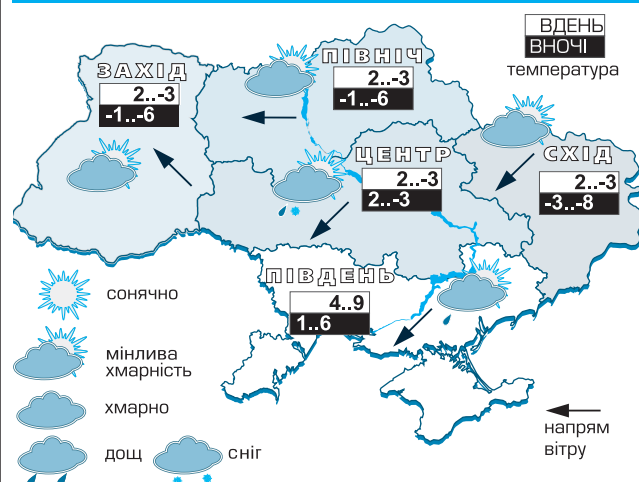 ВДЕНЬ
ВНОЧІ
температура
ЗАХІД
2..-3
-1..-6
ПІВНІЧ
2..-3
-1..-6
ЦЕНТР
2..-3
2..-3
СХІД
2..-3
-3..-8
ПІВДЕНЬ
4..9
1..6
сонячно
мінлива
хмарність
хмарно
дощ
сніг
напрям
вітру